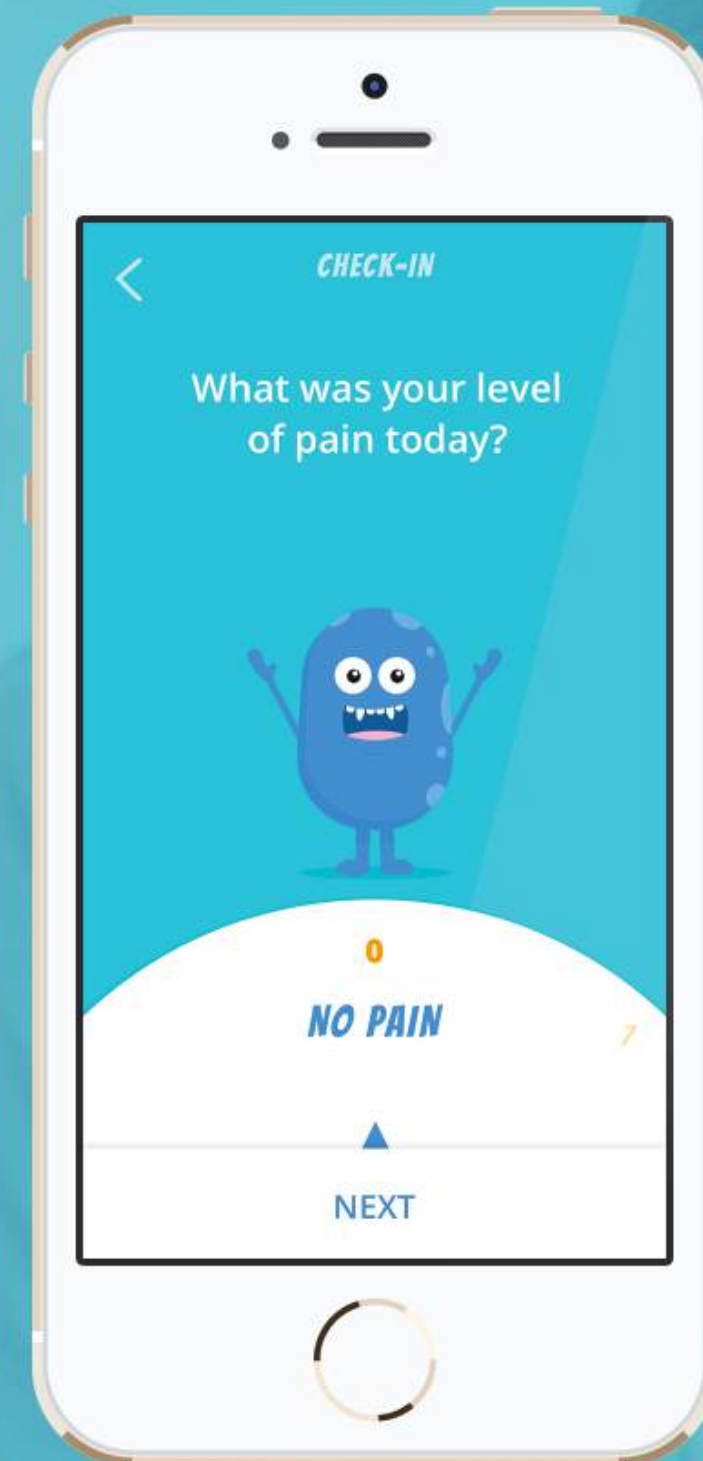 CHECK-IN
What was your level
of pain today?
0
NO PAIN
7
NEXT